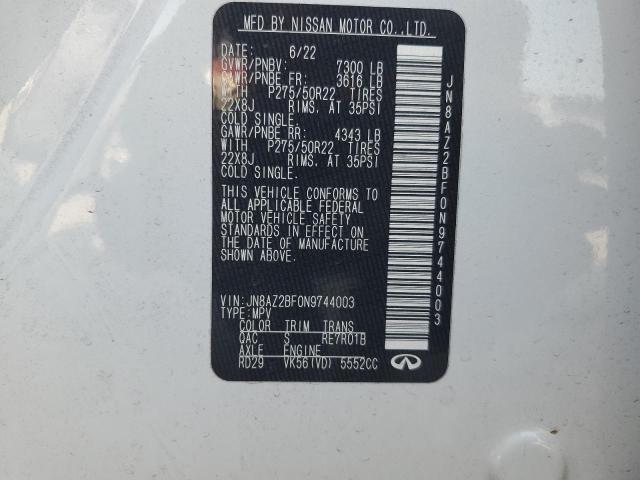 MFD BY NISSAN MOTOR CO.,LTD.
DATE: 6/22
GVWR/PNBV: 7300 LB
GAWR/PNBE FR: 3616 LB
WITH P275/50R22 TIRES
22X8J RIMS, AT 35PSI
COLD SINGLE.
GAWR/PNBE RR: 4343 LB
WITH P275/50R22 TIRES
22X8J RIMS, AT 35PSI
COLD SINGLE.
THIS VEHICLE CONFORMS TO
ALL APPLICABLE FEDERAL
MOTOR VEHICLE SAFETY
STANDARDS IN EFFECT ON
THE DATE OF MANUFACTURE
SHOWN ABOVE.
VIN:JN8AZ2BF0N9744003
TYPE:MPV
COLOR TRIM TRANS
QAC S RE7R01B
AXLE ENGINE
RD29 VK56(VD) 5552CC
JN8AZ2BF0N9744003